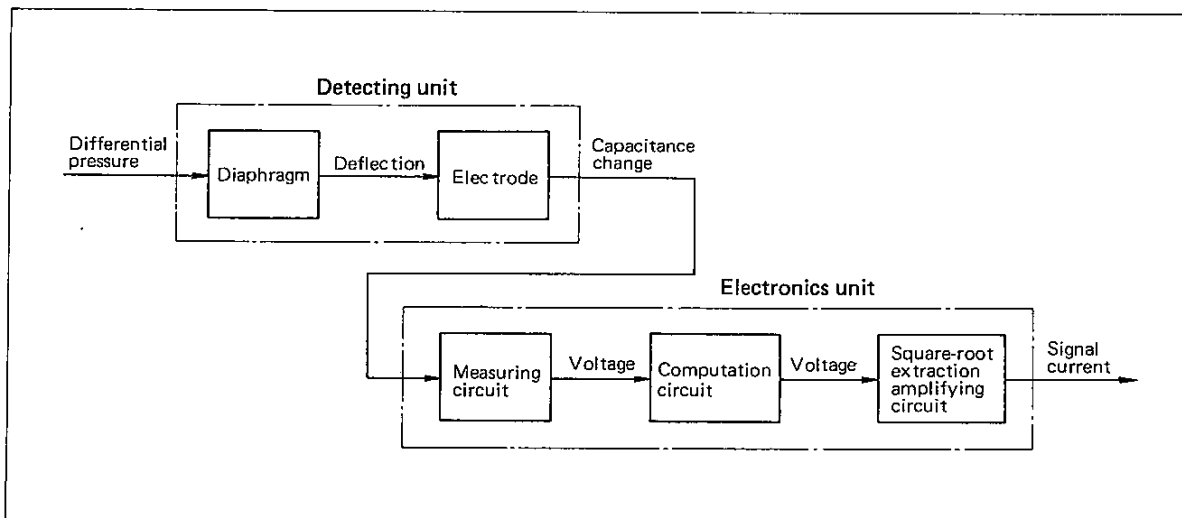 Detecting unit
Differential
pressure
Diaphragm
Deflection
Electrode
Capacitance
change
Electronics unit
Measuring
circuit
Voltage
Computation
circuit
Voltage
Square-root
extraction
amplifying
circuit
Signal
current